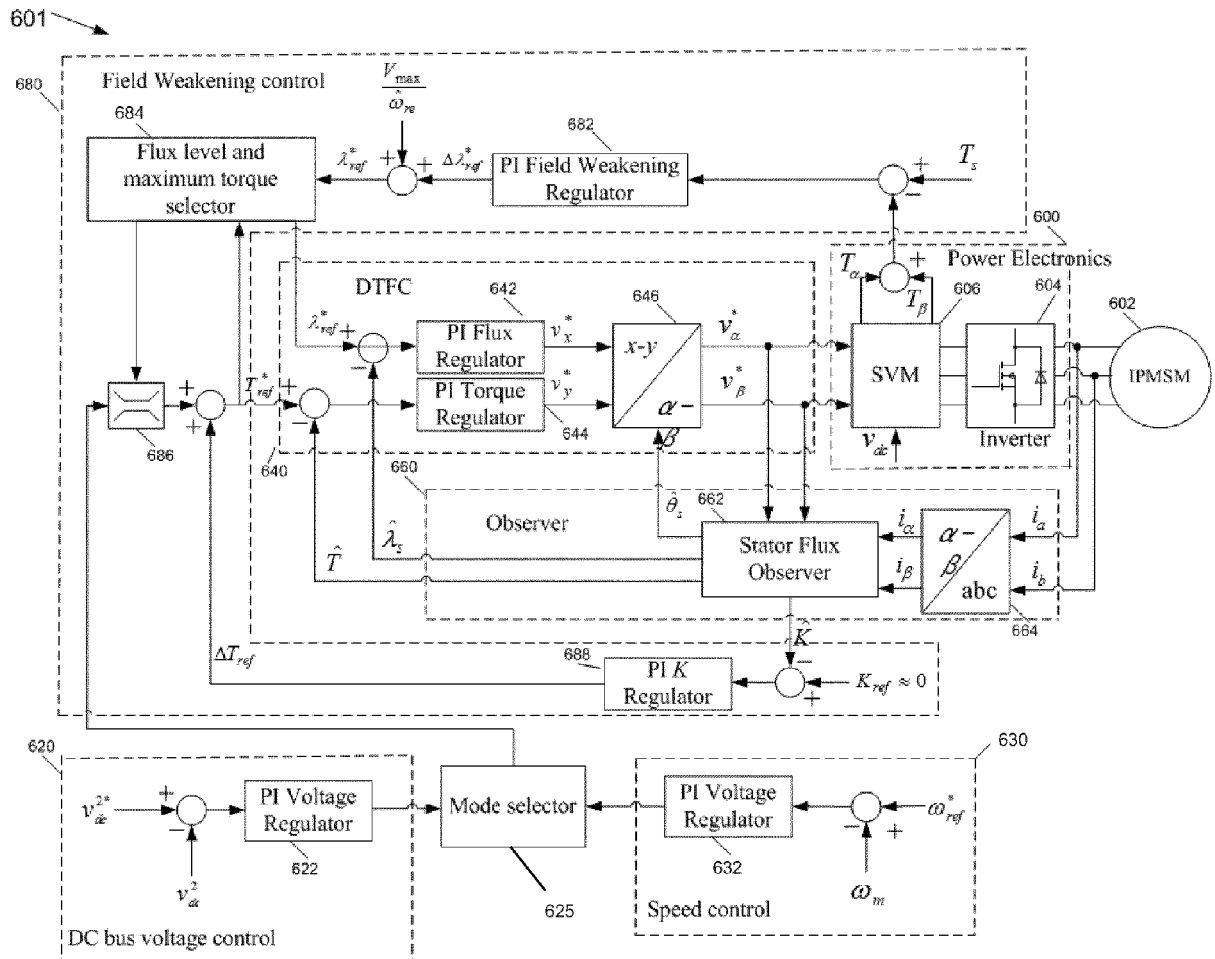 601
680
Field Weakening control
V_max
ω̂_re
684
Flux level and
maximum torque
selector
λ*_ref
+
+
Δλ*_ref
682
PI Field Weakening
Regulator
+
−
T_s
600
Power Electronics
T_α
+
T_β
606
604
602
DTFC
642
646
λ*_ref
+
−
PI Flux
Regulator
v*_x
x-y
α -
β
v*_α
v*_β
SVM
Inverter
IPMSM
686
+
+
T*_ref
+
−
PI Torque
Regulator
v*_y
644
640
v_dc
660
Observer
θ̂_s
662
Stator Flux
Observer
i_α
i_β
α -
β
abc
i_a
i_b
664
λ̂_s
T̂
K̂
ΔT_ref
688
PI K
Regulator
−
+
K_ref ≈ 0
620
v^2*_dc
+
−
v^2_dc
PI Voltage
Regulator
622
DC bus voltage control
Mode selector
625
630
PI Voltage
Regulator
632
−
+
ω*_ref
ω_m
Speed control